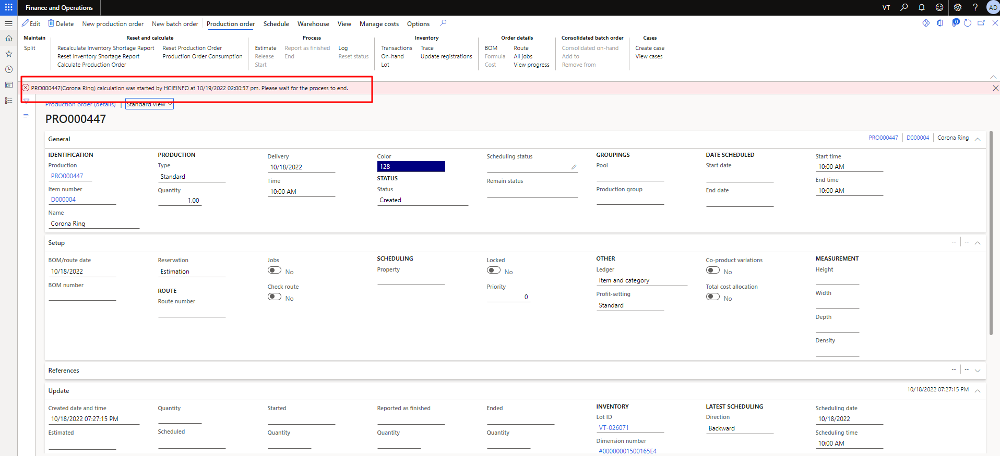 Finance and Operations
VT
?
AD
Edit Delete New production order New batch order Production order Schedule Warehouse View Manage costs Options
0
Maintain
Split
Reset and calculate
Recalculate Inventory Shortage Report Reset Production Order
Reset Inventory Shortage Report Production Order Consumption
Calculate Production Order
Process
Estimate Report as finished Log
Release End Reset status
Start
Inventory
Transactions Trace
On-hand Update registrations
Lot
Order details
BOM Route
Formula All jobs
Cost View progress
Consolidated batch order
Consolidated on-hand
Add to
Remove from
Cases
Create case
View cases
PRO000447(Corona Ring) calculation was started by HCIEINFO at 10/19/2022 02:00:37 pm. Please wait for the process to end.
Production order (details) | Standard view
PRO000447
General
PRO000447 D000004 Corona Ring
IDENTIFICATION
Production
PRO000447
Item number
D000004
Name
Corona Ring
PRODUCTION
Type
Standard
Quantity
1.00
Delivery
10/18/2022
Time
10:00 AM
Color
128
STATUS
Status
Created
Scheduling status
Remain status
GROUPINGS
Pool
Production group
DATE SCHEDULED
Start date
End date
Start time
10:00 AM
End time
10:00 AM
Setup
-- --
BOM/route date
10/18/2022
BOM number
Reservation
Estimation
ROUTE
Route number
Jobs
No
Check route
No
SCHEDULING
Property
Locked
No
Priority
0
OTHER
Ledger
Item and category
Profit-setting
Standard
Co-product variations
No
Total cost allocation
No
MEASUREMENT
Height
Width
Depth
Density
References
-- --
Update
10/18/2022 07:27:15 PM
Created date and time
10/18/2022 07:27:15 PM
Estimated
Quantity
Scheduled
Started
Quantity
Reported as finished
Quantity
Ended
Quantity
INVENTORY
Lot ID
VT-026071
Dimension number
#00000001500165E4
LATEST SCHEDULING
Direction
Backward
Scheduling date
10/18/2022
Scheduling time
10:00 AM